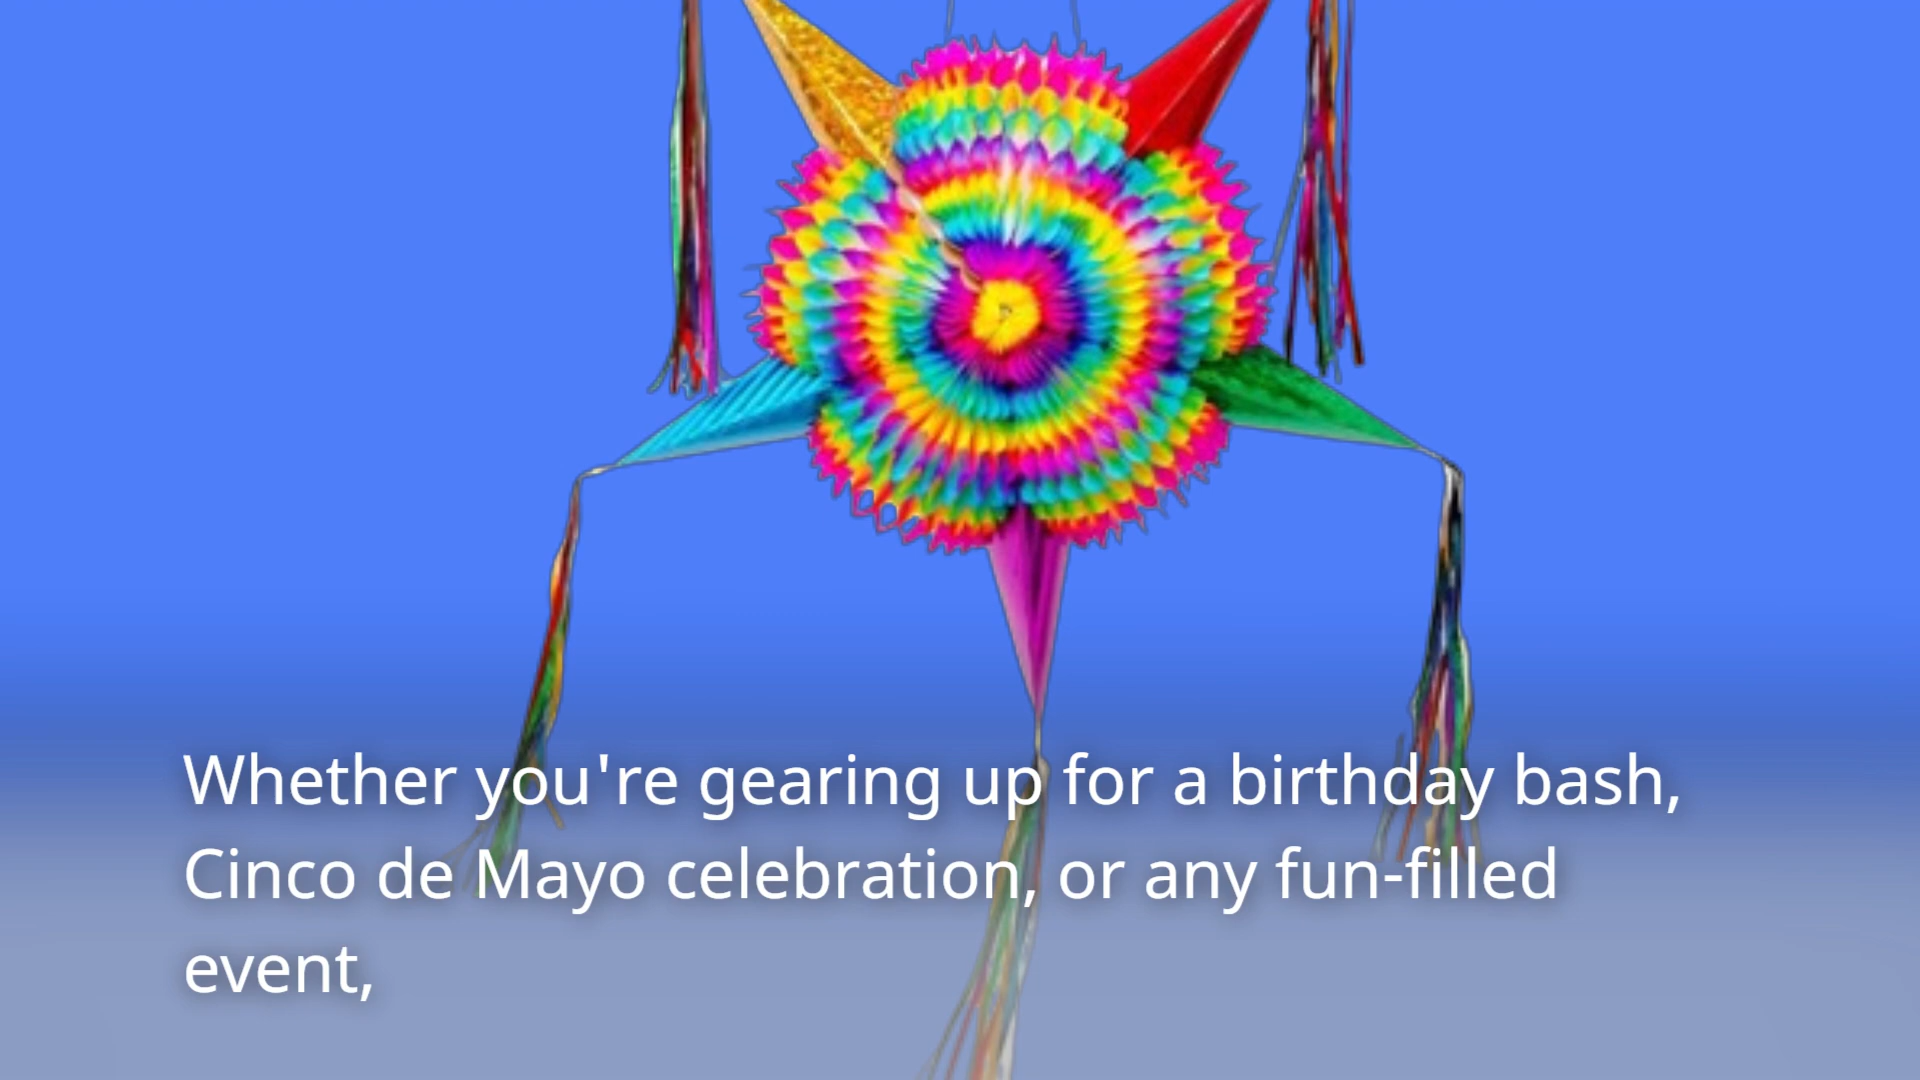 Whether you're gearing up for a birthday bash,
Cinco de Mayo celebration, or any fun-filled
event,